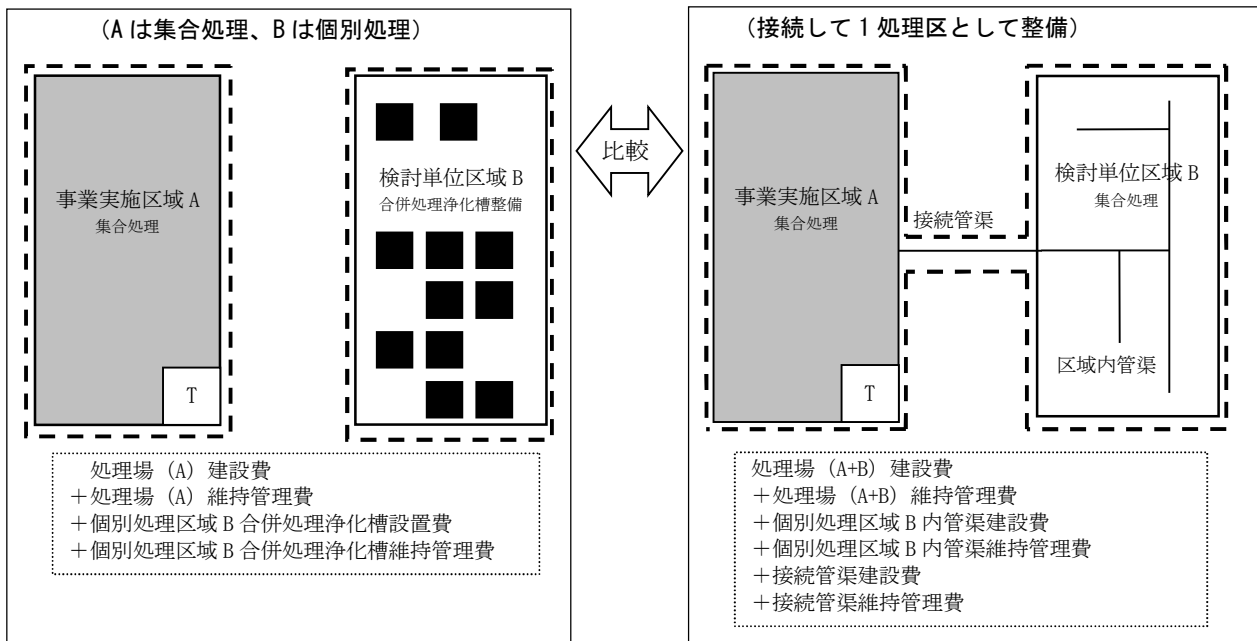 (Aは集合処理、Bは個別処理)
事業実施区域A
集合処理
T
検討単位区域B
合併処理浄化槽整備
処理場(A)建設費
+処理場(A)維持管理費
+個別処理区域B合併処理浄化槽設置費
+個別処理区域B合併処理浄化槽維持管理費
比較
(接続して1処理区として整備)
事業実施区域A
集合処理
T
接続管渠
検討単位区域B
集合処理
区域内管渠
処理場(A+B)建設費
+処理場(A+B)維持管理費
+個別処理区域B内管渠建設費
+個別処理区域B内管渠維持管理費
+接続管渠建設費
+接続管渠維持管理費